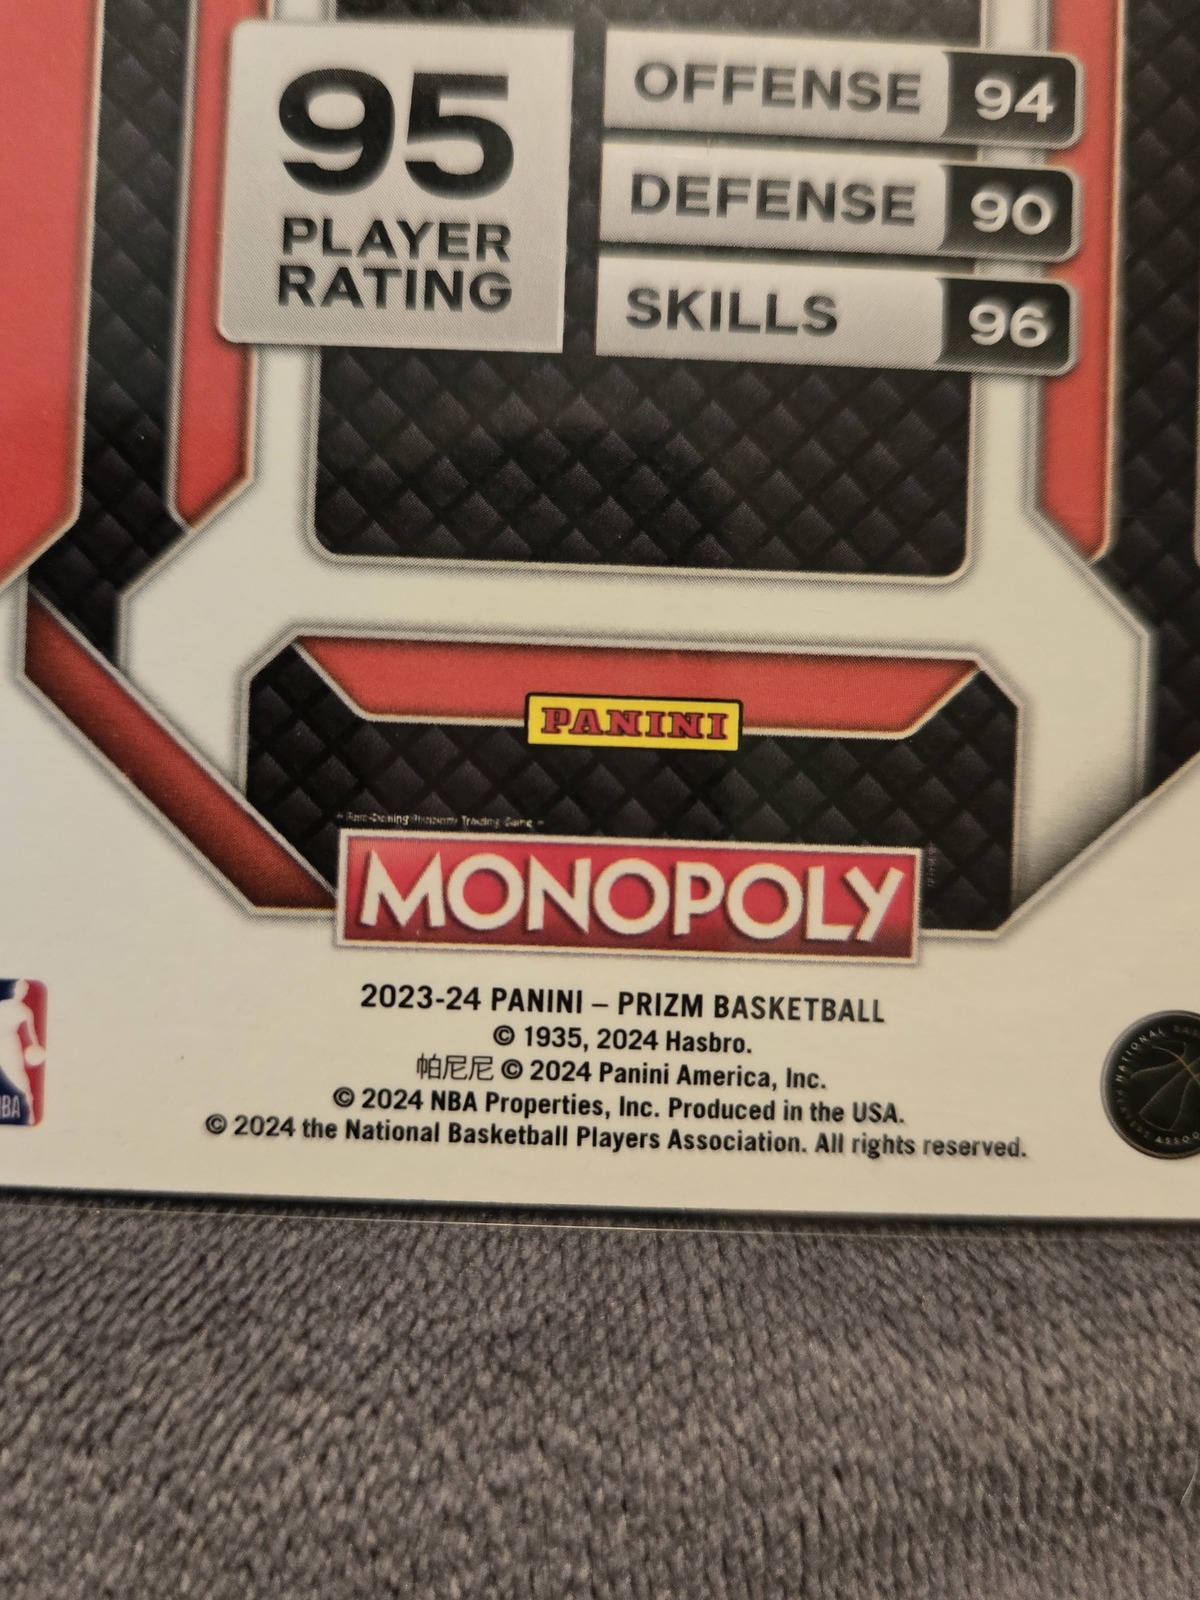 95
PLAYER
RATING
OFFENSE 94
DEFENSE 90
SKILLS 96
PANINI
MONOPOLY
2023-24 PANINI – PRIZM BASKETBALL
© 1935, 2024 Hasbro.
帕尼尼 © 2024 Panini America, Inc.
© 2024 NBA Properties, Inc. Produced in the USA.
© 2024 the National Basketball Players Association. All rights reserved.
NATIONAL